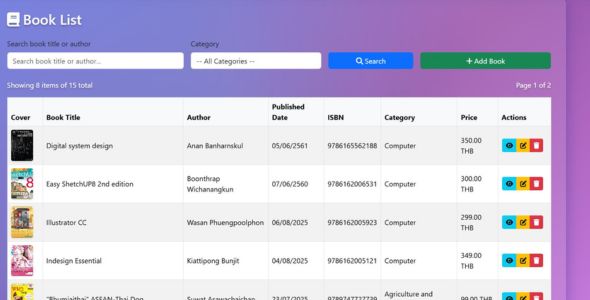 Book List
Search book title or author
Category
Search book title or author...
-- All Categories --
Search
Add Book
Showing 8 items of 15 total
Page 1 of 2
Cover Book Title Author Published Date ISBN Category Price Actions
Digital system design Anan Banharnskul 05/06/2561 9786165562188 Computer 350.00 THB
Easy ShetchUP8 2nd edition Boonthrap Wichanangkun 07/06/2560 9786162006531 Computer 300.00 THB
Illustrator CC Wasan Phuengpoolphon 06/08/2025 9786162005923 Computer 299.00 THB
Indesign Essential Kiattipong Bunjit 04/08/2025 9786162005121 Computer 349.00 THB
"Phumjaithai" ASEAN-Thai Dog Suwat Arawachaichan 23/07/2025 9789747727739 Agriculture and 99.00 THB